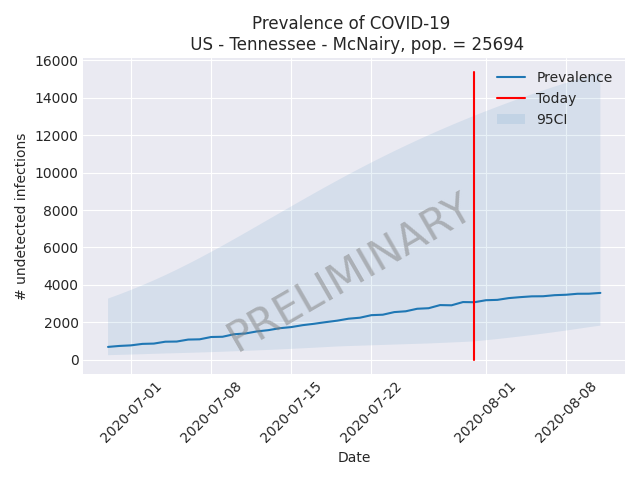 Prevalence of COVID-19
US - Tennessee - McNairy, pop. = 25694
16000
14000
12000
10000
8000
6000
4000
2000
0
# undetected infections
Prevalence
Today
95CI
PRELIMINARY
2020-07-01
2020-07-08
2020-07-15
2020-07-22
2020-08-01
2020-08-08
Date